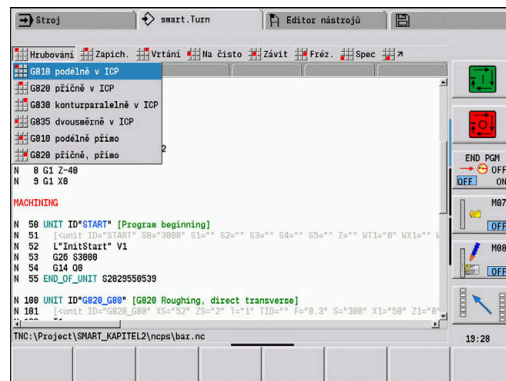 Stroj
smart.Turn
Editor nástrojů
Hrubování Zapich. Vrtání Na čisto Závit Fréz. Spec
G810 podélně v ICP
G820 příčně v ICP
G830 konturparalelně v ICP
G835 dvousměrně v ICP
G810 podélně přímo
G820 příčně, přímo
2
N 8 G1 Z-40
N 9 G1 X0
MACHINING
N 50 UNIT ID"START" [Program beginning]
N 51 [<unit ID="START" S0="3000" S1="" S2="" S3="" S4="" S5="" Z="" WT1="0" WX1=""
N 52 L"InitStart" V1
N 53 G26 S3000
N 54 G14 Q0
N 55 END_OF_UNIT S2829550539
N 100 UNIT ID"G820_G80" [G820 Roughing, direct transverse]
N 101 [<unit ID="G820_G80" XS="52" ZS="2" T="1" TID="" F="0.3" S="300" X1="50" Z1="0"
TNC:\Project\SMART_KAPITEL2\ncps\bar.nc
1
0
END PGM
OFF
OFF ON
M07
OFF
M08
OFF
19:28